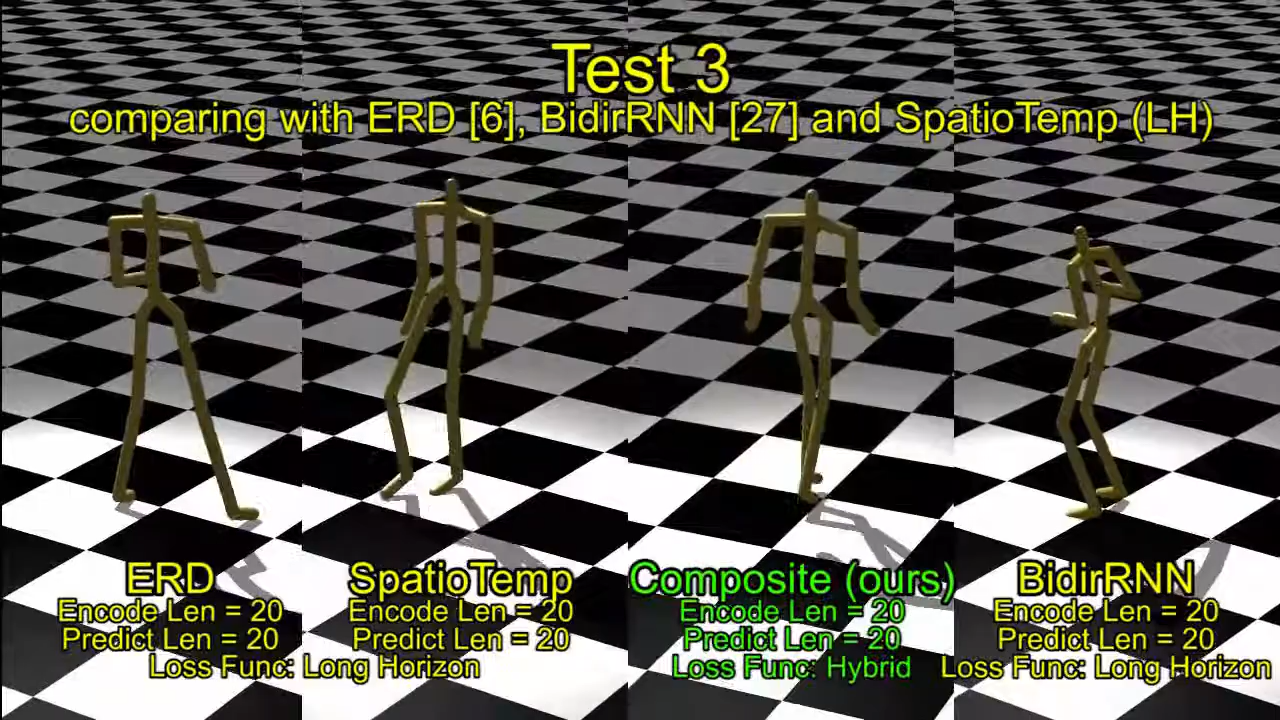 Test 3
comparing with ERD [6], BidirRNN [27] and SpatioTemp (LH)
ERD
Encode Len = 20
Predict Len = 20
SpatioTemp
Encode Len = 20
Predict Len = 20
Loss Func: Long Horizon
Composite (ours)
Encode Len = 20
Predict Len = 20
Loss Func: Hybrid
BidirRNN
Encode Len = 20
Predict Len = 20
Loss Func: Long Horizon